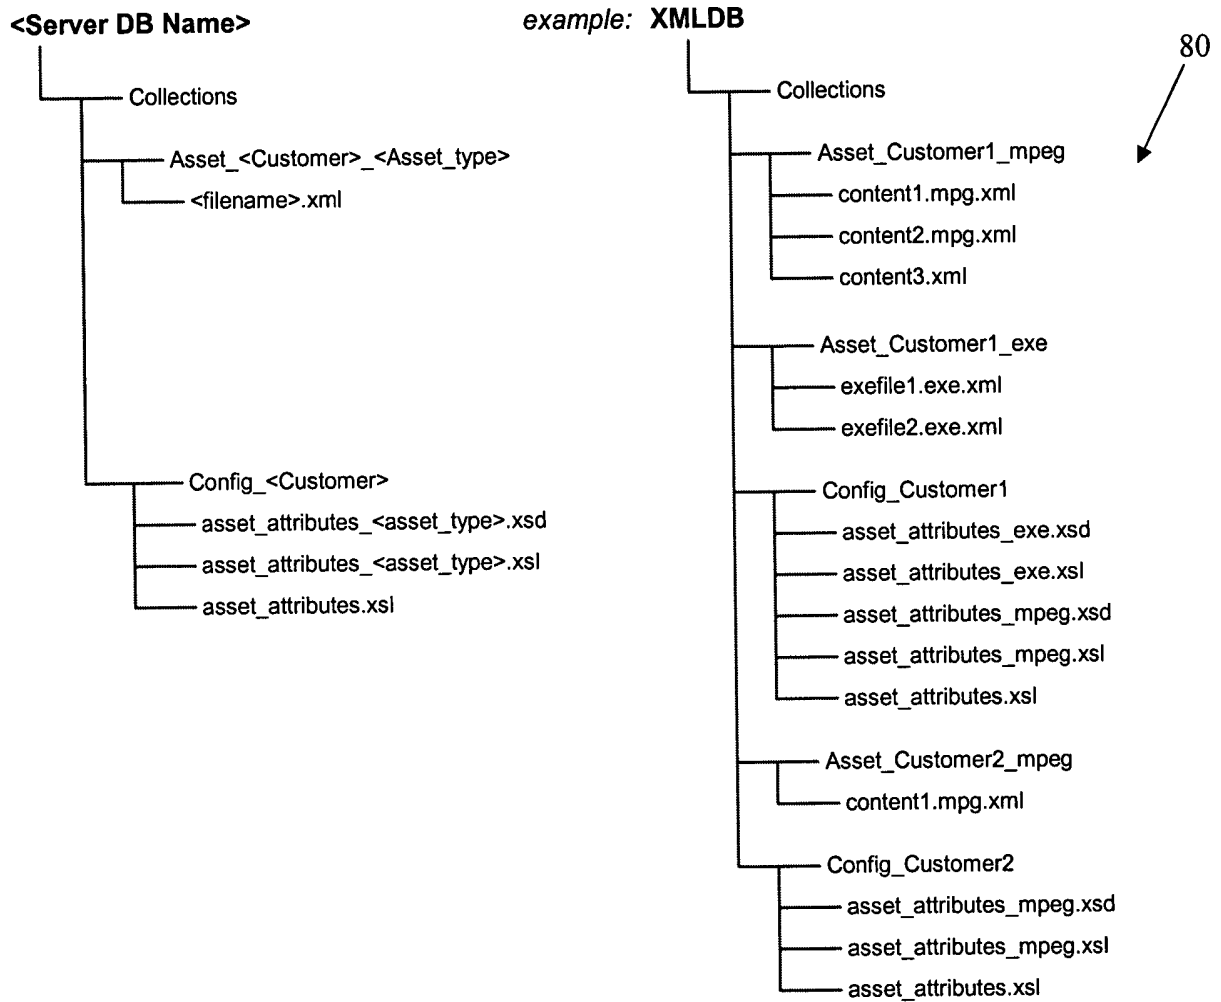 <Server DB Name>
Collections
Asset_<Customer>_<Asset_type>
<filename>.xml
Config_<Customer>
asset_attributes_<asset_type>.xsd
asset_attributes_<asset_type>.xsl
asset_attributes.xsl
example: XMLDB
80
Collections
Asset_Customer1_mpeg
content1.mpg.xml
content2.mpg.xml
content3.xml
Asset_Customer1_exe
exefile1.exe.xml
exefile2.exe.xml
Config_Customer1
asset_attributes_exe.xsd
asset_attributes_exe.xsl
asset_attributes_mpeg.xsd
asset_attributes_mpeg.xsl
asset_attributes.xsl
Asset_Customer2_mpeg
content1.mpg.xml
Config_Customer2
asset_attributes_mpeg.xsd
asset_attributes_mpeg.xsl
asset_attributes.xsl